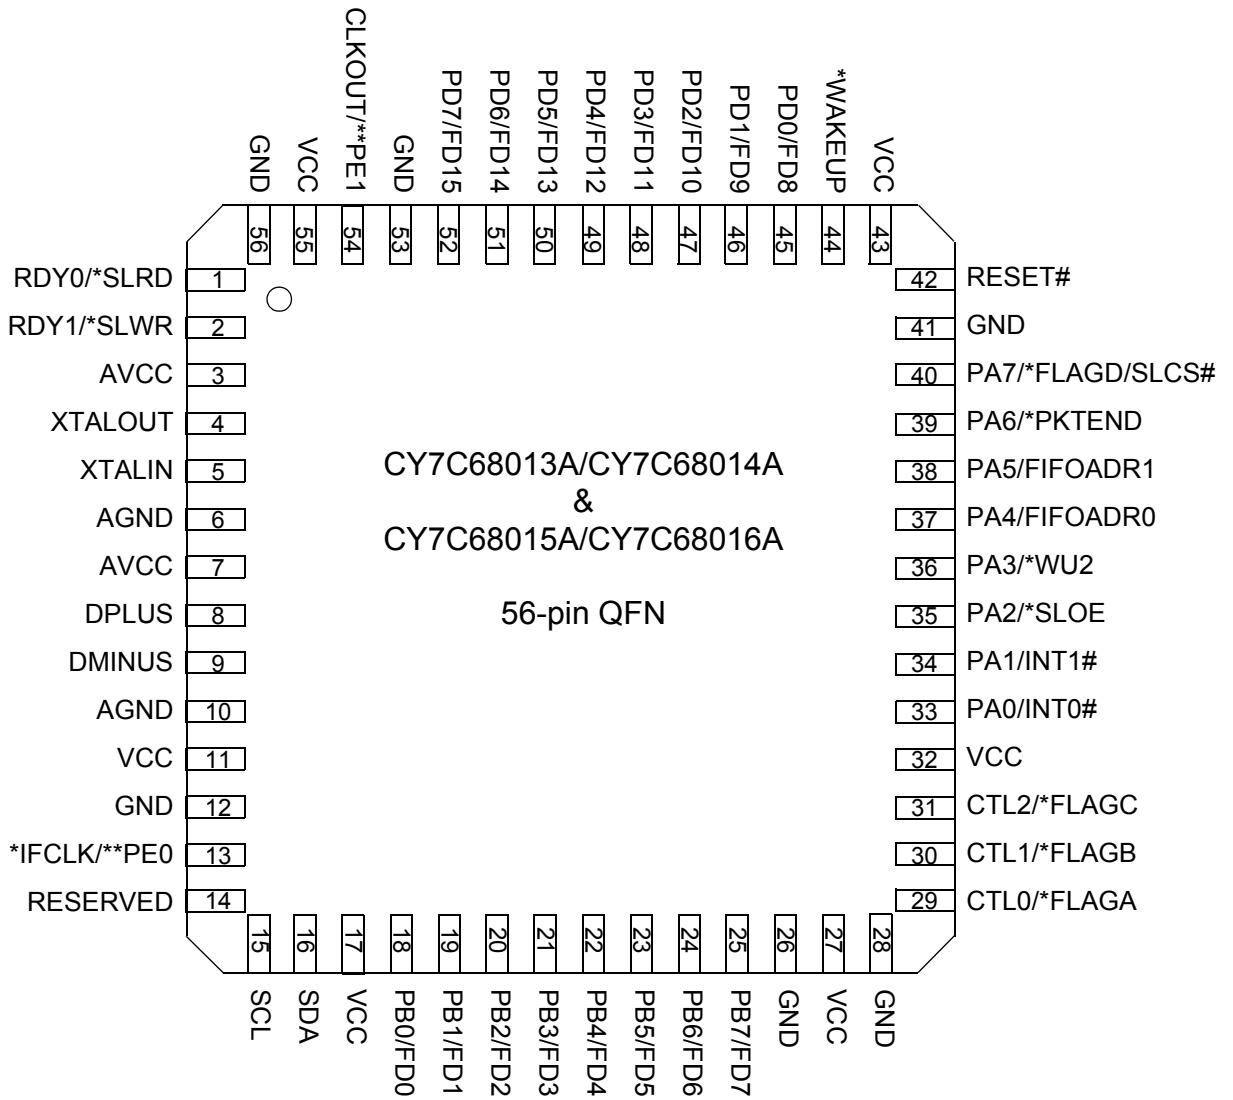 CLKOUT/**PE1
GND
VCC
GND
PD7/FD15
PD6/FD14
PD5/FD13
PD4/FD12
PD3/FD11
PD2/FD10
PD1/FD9
PD0/FD8
*WAKEUP
VCC
56
55
54
53
52
51
50
49
48
47
46
45
44
43
RDY0/*SLRD 1
RDY1/*SLWR 2
AVCC 3
XTALOUT 4
XTALIN 5
AGND 6
AVCC 7
DPLUS 8
DMINUS 9
AGND 10
VCC 11
GND 12
*IFCLK/**PE0 13
RESERVED 14
CY7C68013A/CY7C68014A
&
CY7C68015A/CY7C68016A
56-pin QFN
42 RESET#
41 GND
40 PA7/*FLAGD/SLCS#
39 PA6/*PKTEND
38 PA5/FIFOADR1
37 PA4/FIFOADR0
36 PA3/*WU2
35 PA2/*SLOE
34 PA1/INT1#
33 PA0/INT0#
32 VCC
31 CTL2/*FLAGC
30 CTL1/*FLAGB
29 CTL0/*FLAGA
15
16
17
18
19
20
21
22
23
24
25
26
27
28
SCL
SDA
VCC
PB0/FD0
PB1/FD1
PB2/FD2
PB3/FD3
PB4/FD4
PB5/FD5
PB6/FD6
PB7/FD7
GND
VCC
GND